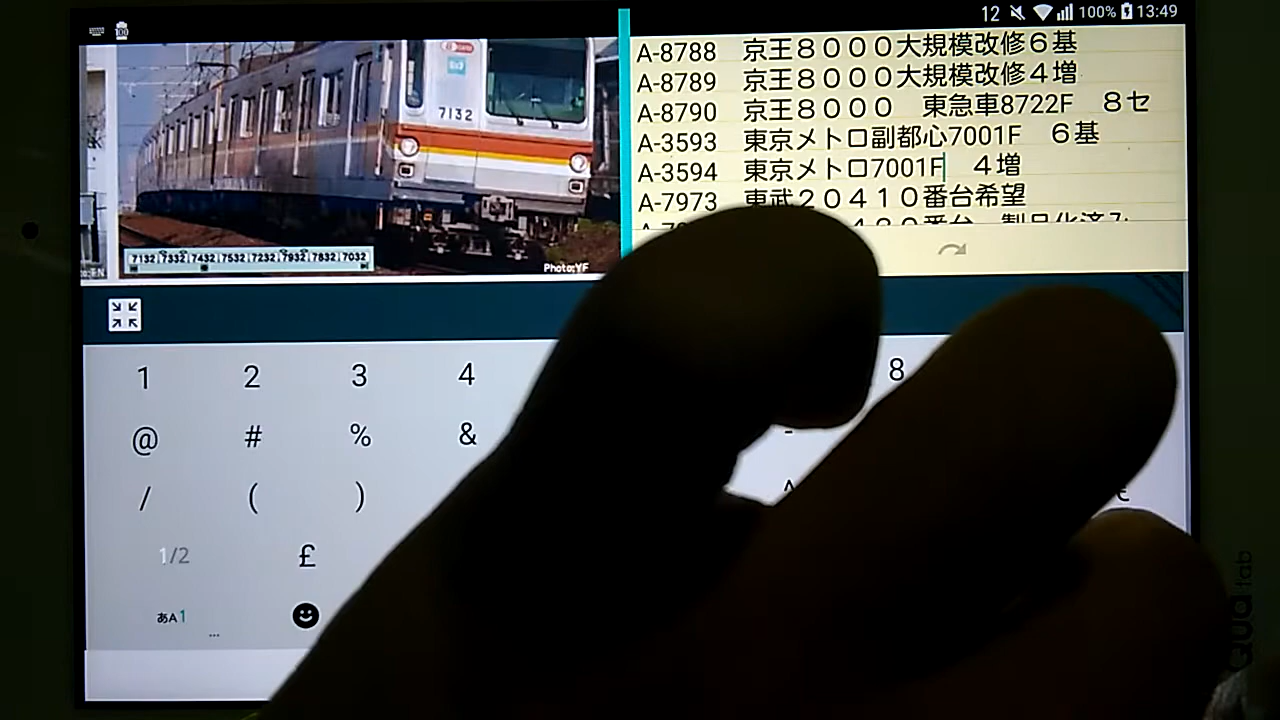 12 100% 13:49
7132
7132 7332 7432 7532 7232 7932 7832 7032
Photo:YF
A-8788 京王8000大規模改修6基
A-8789 京王8000大規模改修4増
A-8790 京王8000 東急車8722F 8セ
A-3593 東京メトロ副都心7001F 6基
A-3594 東京メトロ7001F 4増
A-7973 東武20410番台希望
1 2 3 4 8
@ # % &
/ ( )
1/2 £
あA1
...
Qua tab